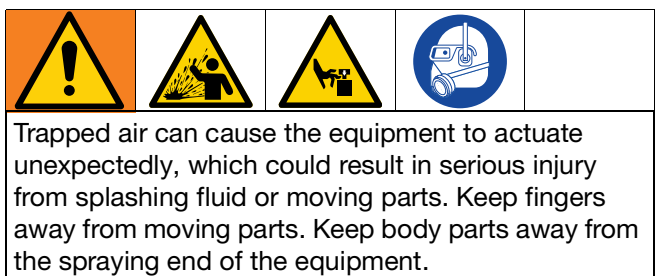 Trapped air can cause the equipment to actuate
unexpectedly, which could result in serious injury
from splashing fluid or moving parts. Keep fingers
away from moving parts. Keep body parts away from
the spraying end of the equipment.